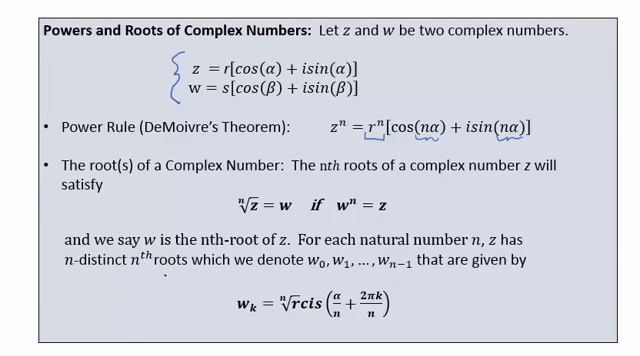 Powers and Roots of Complex Numbers: Let z and w be two complex numbers.
z = r[cos(α) + isin(α)]
w = s[cos(β) + isin(β)]
• Power Rule (DeMoivre's Theorem): zⁿ = rⁿ[cos(nα) + isin(nα)]
• The root(s) of a Complex Number: The nth roots of a complex number z will
satisfy
ⁿ√z = w if wⁿ = z
and we say w is the nth-root of z. For each natural number n, z has
n-distinct nᵗʰroots which we denote w₀, w₁, ... , wₙ₋₁ that are given by
wₖ = ⁿ√r cis (α/n + 2πk/n)